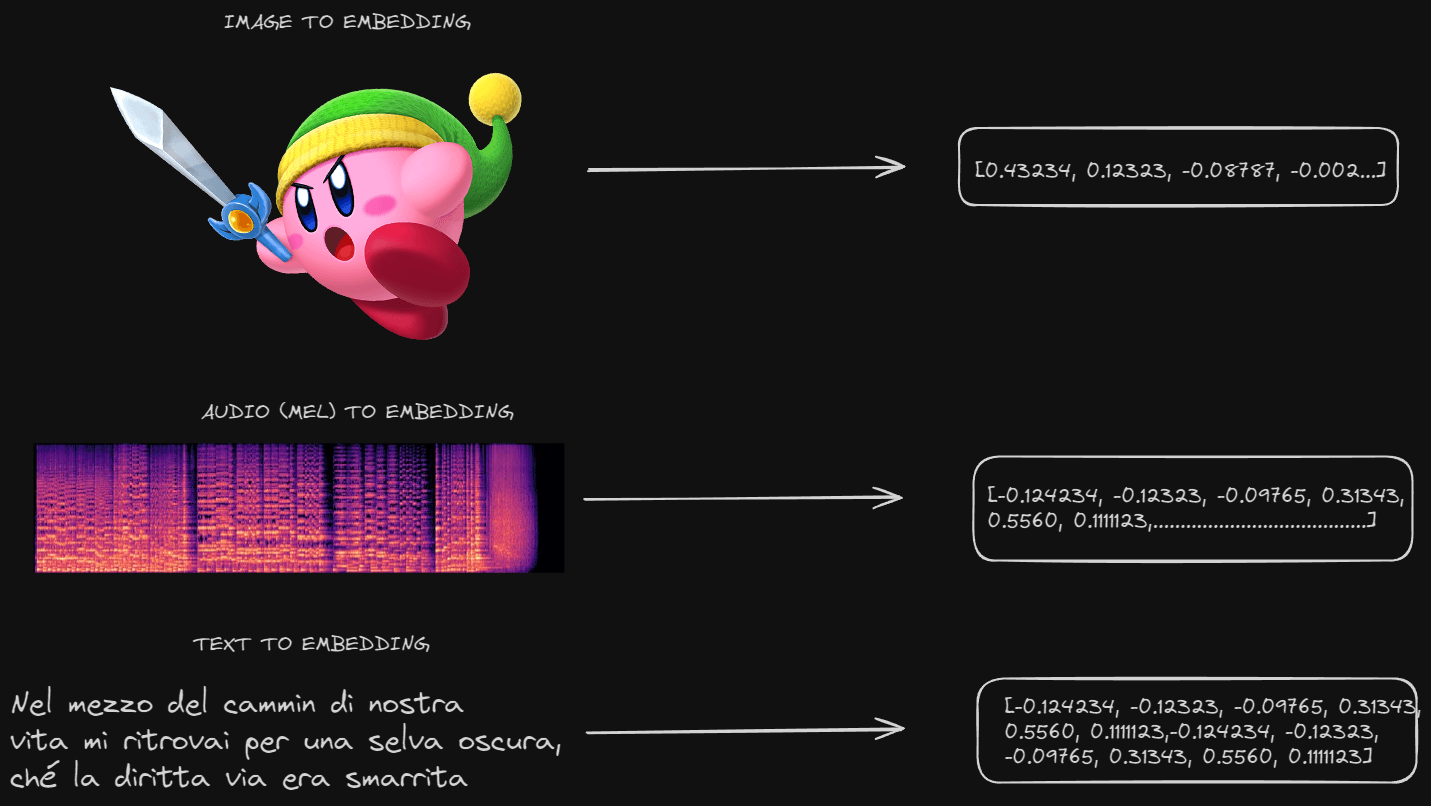 IMAGE TO EMBEDDING
[0.43234, 0.12323, -0.08787, -0.002...]
AUDIO (MEL) TO EMBEDDING
[-0.124234, -0.12323, -0.09765, 0.31343,
0.5560, 0.1111123,.......................................]
TEXT TO EMBEDDING
Nel mezzo del cammin di nostra
vita mi ritrovai per una selva oscura,
ché la diritta via era smarrita
[-0.124234, -0.12323, -0.09765, 0.31343,
0.5560, 0.1111123,-0.124234, -0.12323,
-0.09765, 0.31343, 0.5560, 0.1111123]